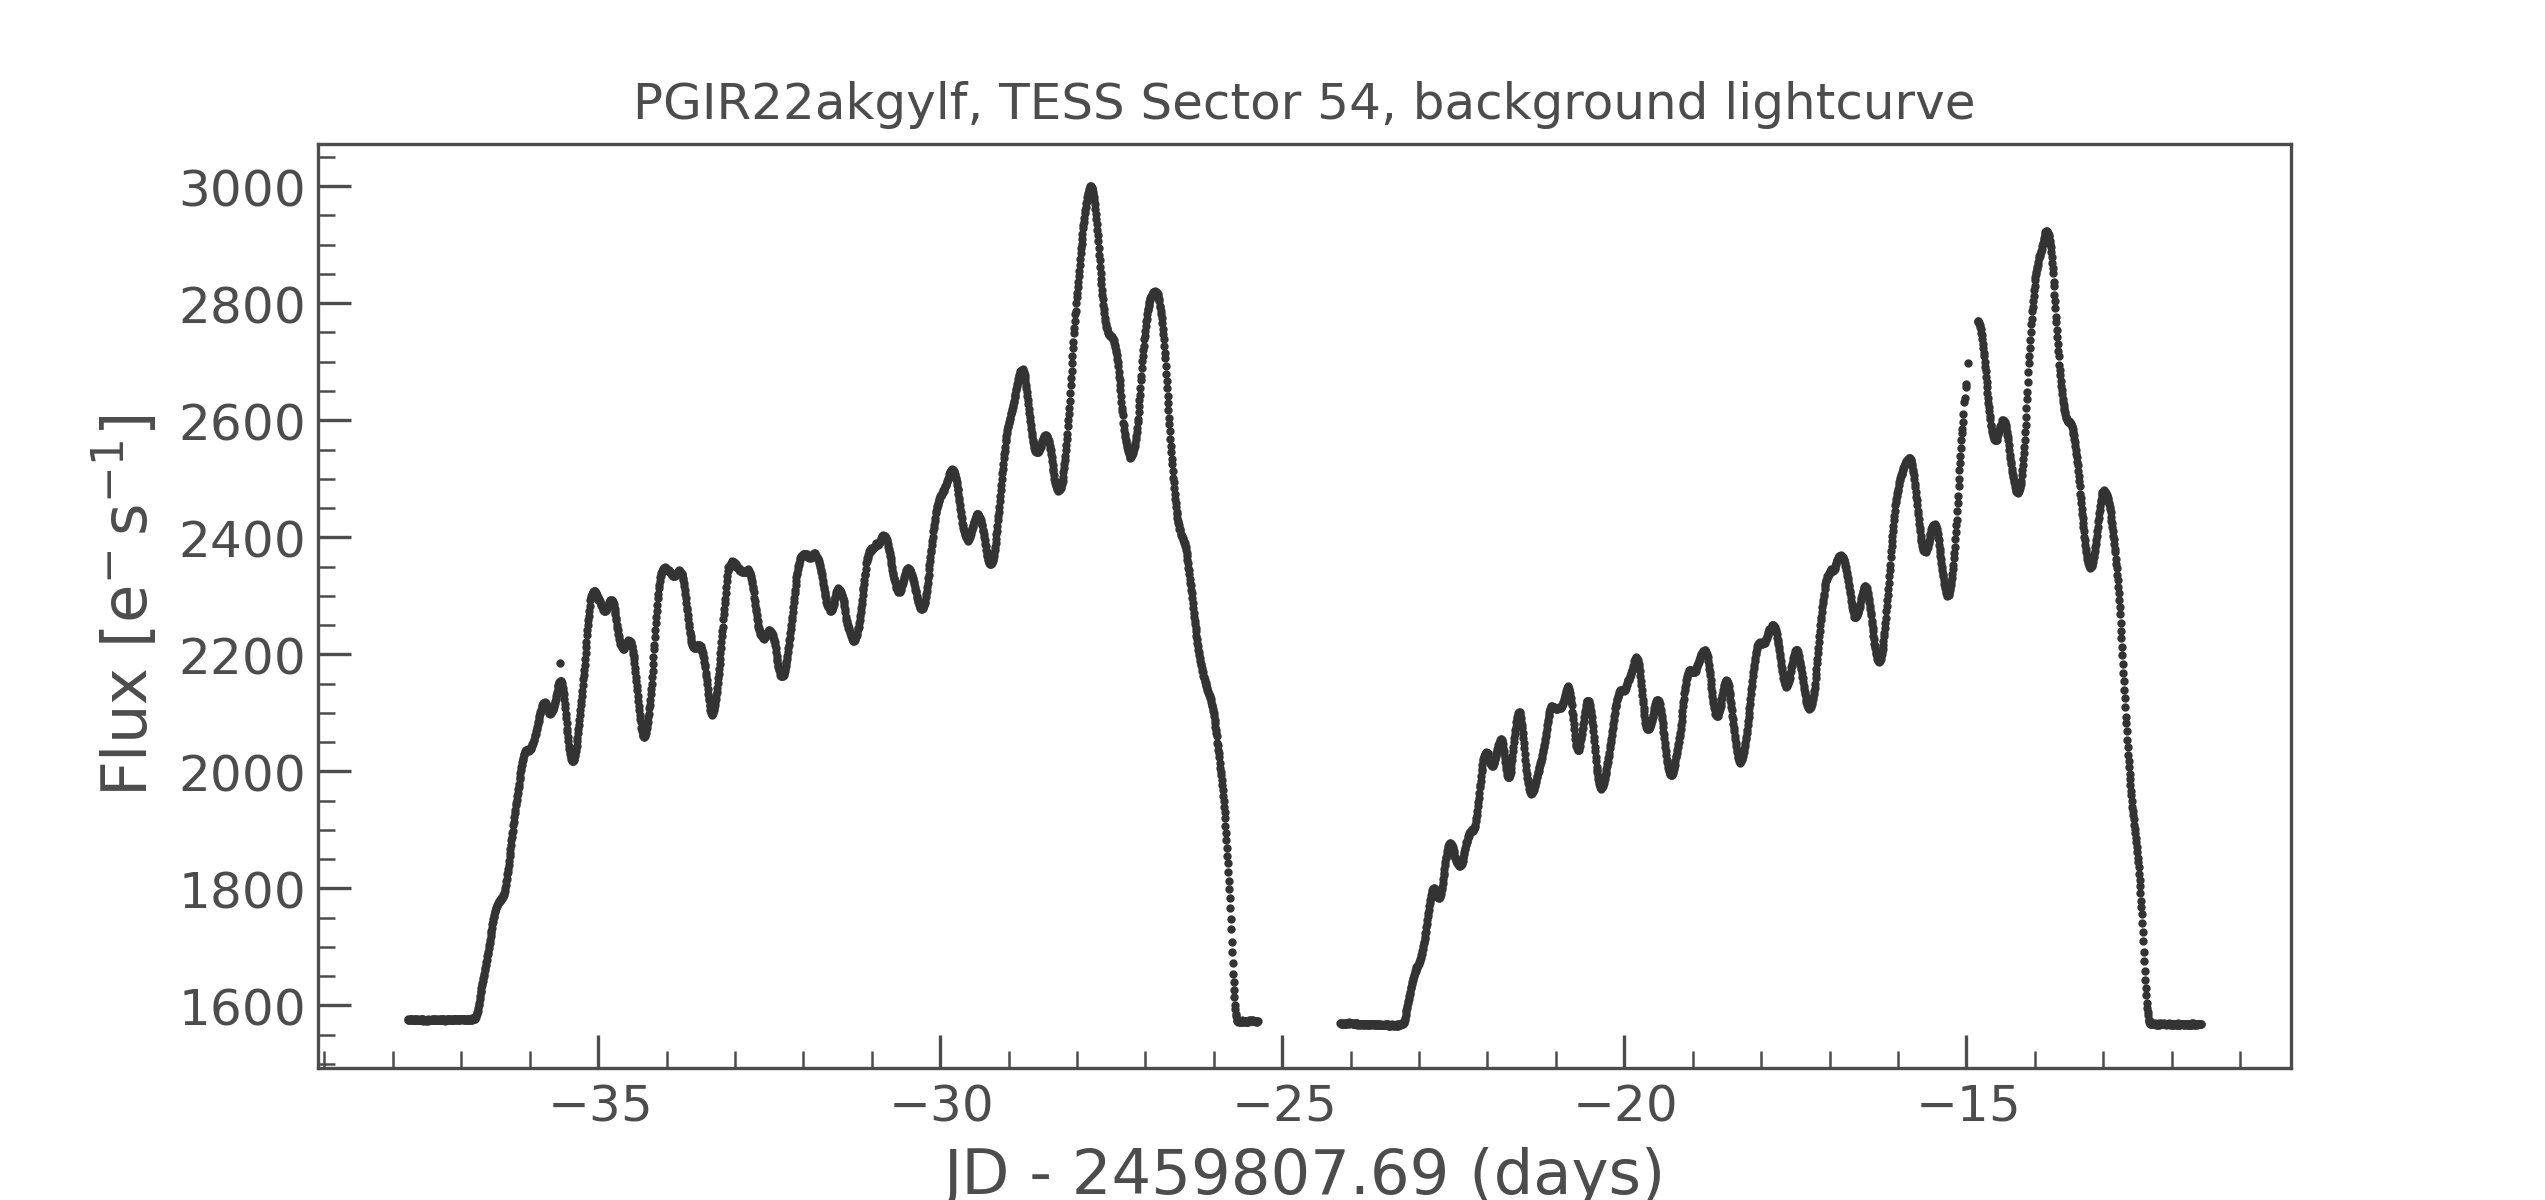 PGIR22akgylf, TESS Sector 54, background lightcurve
3000
2800
2600
2400
2200
2000
1800
1600
Flux [e⁻ s⁻¹]
−35 −30 −25 −20 −15
JD - 2459807.69 (days)